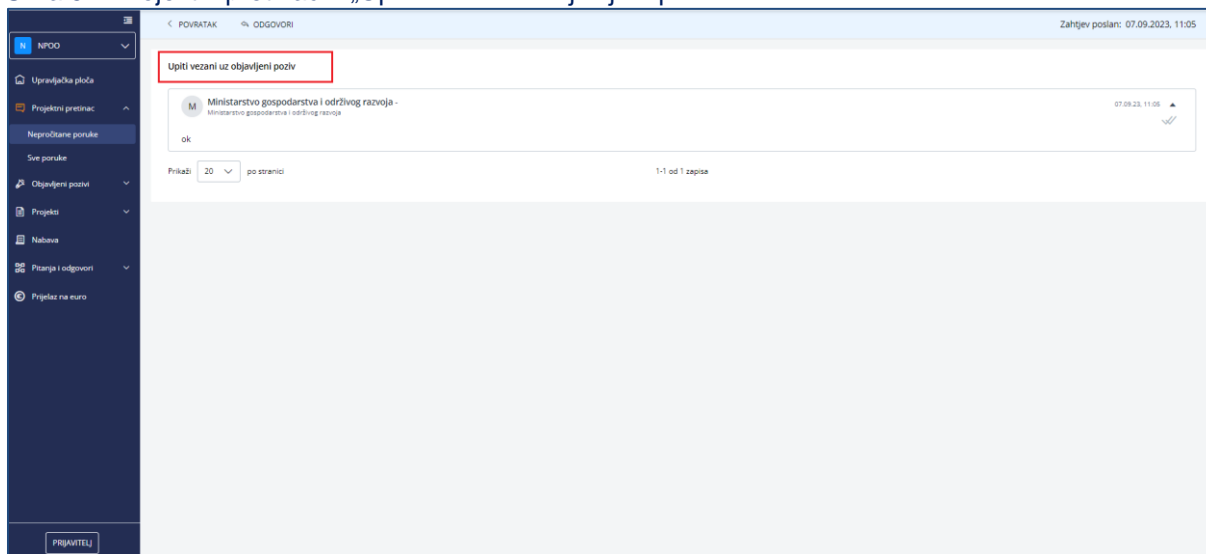 POVRATAK ODGOVORI Zahtjev poslan: 07.09.2023, 11:05
N NPOO
Upravljačka ploča
Projektni pretinac
Nepročitane poruke
Sve poruke
Objavljeni pozivi
Projekti
Nabava
Pitanja i odgovori
Prijelaz na euro
PRIJAVITELJ
Upiti vezani uz objavljeni poziv
M Ministarstvo gospodarstva i održivog razvoja - 07.09.23, 11:05
Ministarstvo gospodarstva i održivog razvoja
ok
Prikaži 20 po stranici 1-1 od 1 zapisa